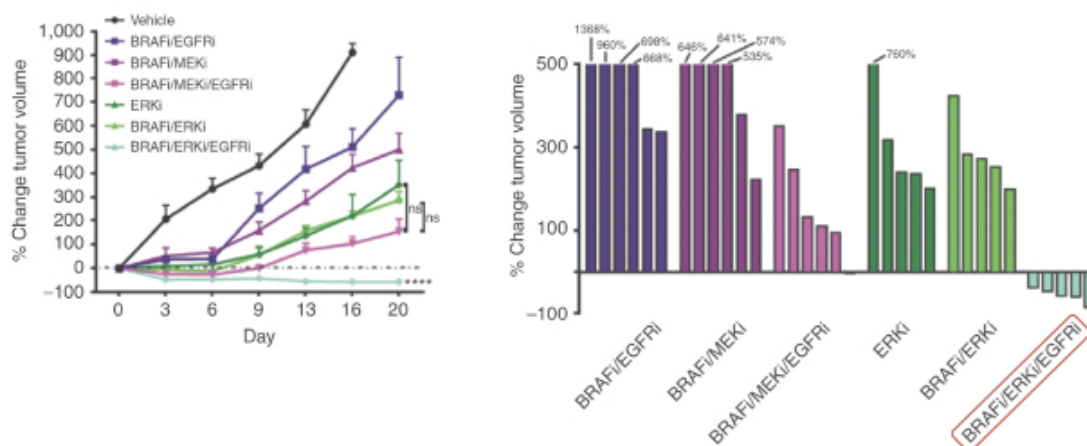 Vehicle
BRAFi/EGFRi
BRAFi/MEKi
BRAFi/MEKi/EGFRi
ERKi
BRAFi/ERKi
BRAFi/ERKi/EGFRi
% Change tumor volume
1,000
900
800
700
600
500
400
300
200
100
0
−100
ns
ns
****
0 3 6 9 13 16 20
Day
% Change tumor volume
500
300
100
−100
1368%
960%
698%
668%
646%
641%
574%
535%
760%
BRAFi/EGFRi
BRAFi/MEKi
BRAFi/MEKi/EGFRi
ERKi
BRAFi/ERKi
BRAFi/ERKi/EGFRi